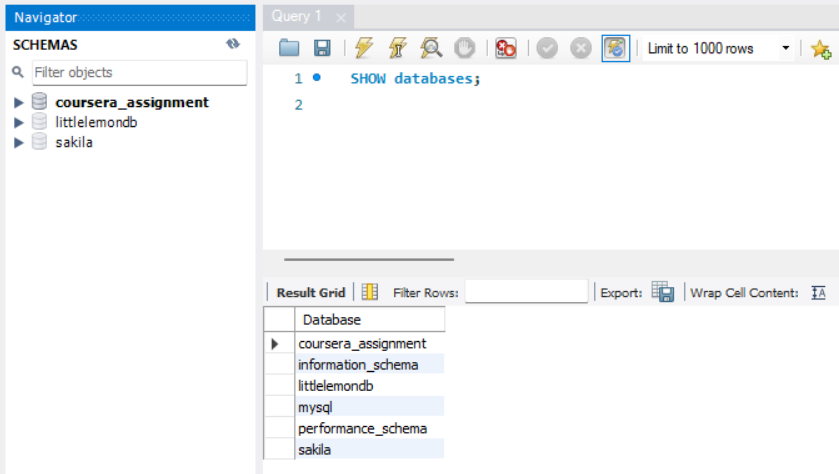 Navigator
SCHEMAS
Filter objects
coursera_assignment
littlelemondb
sakila
Query 1
Limit to 1000 rows
1 SHOW databases;
2
Result Grid Filter Rows: Export: Wrap Cell Content: IA
Database
coursera_assignment
information_schema
littlelemondb
mysql
performance_schema
sakila